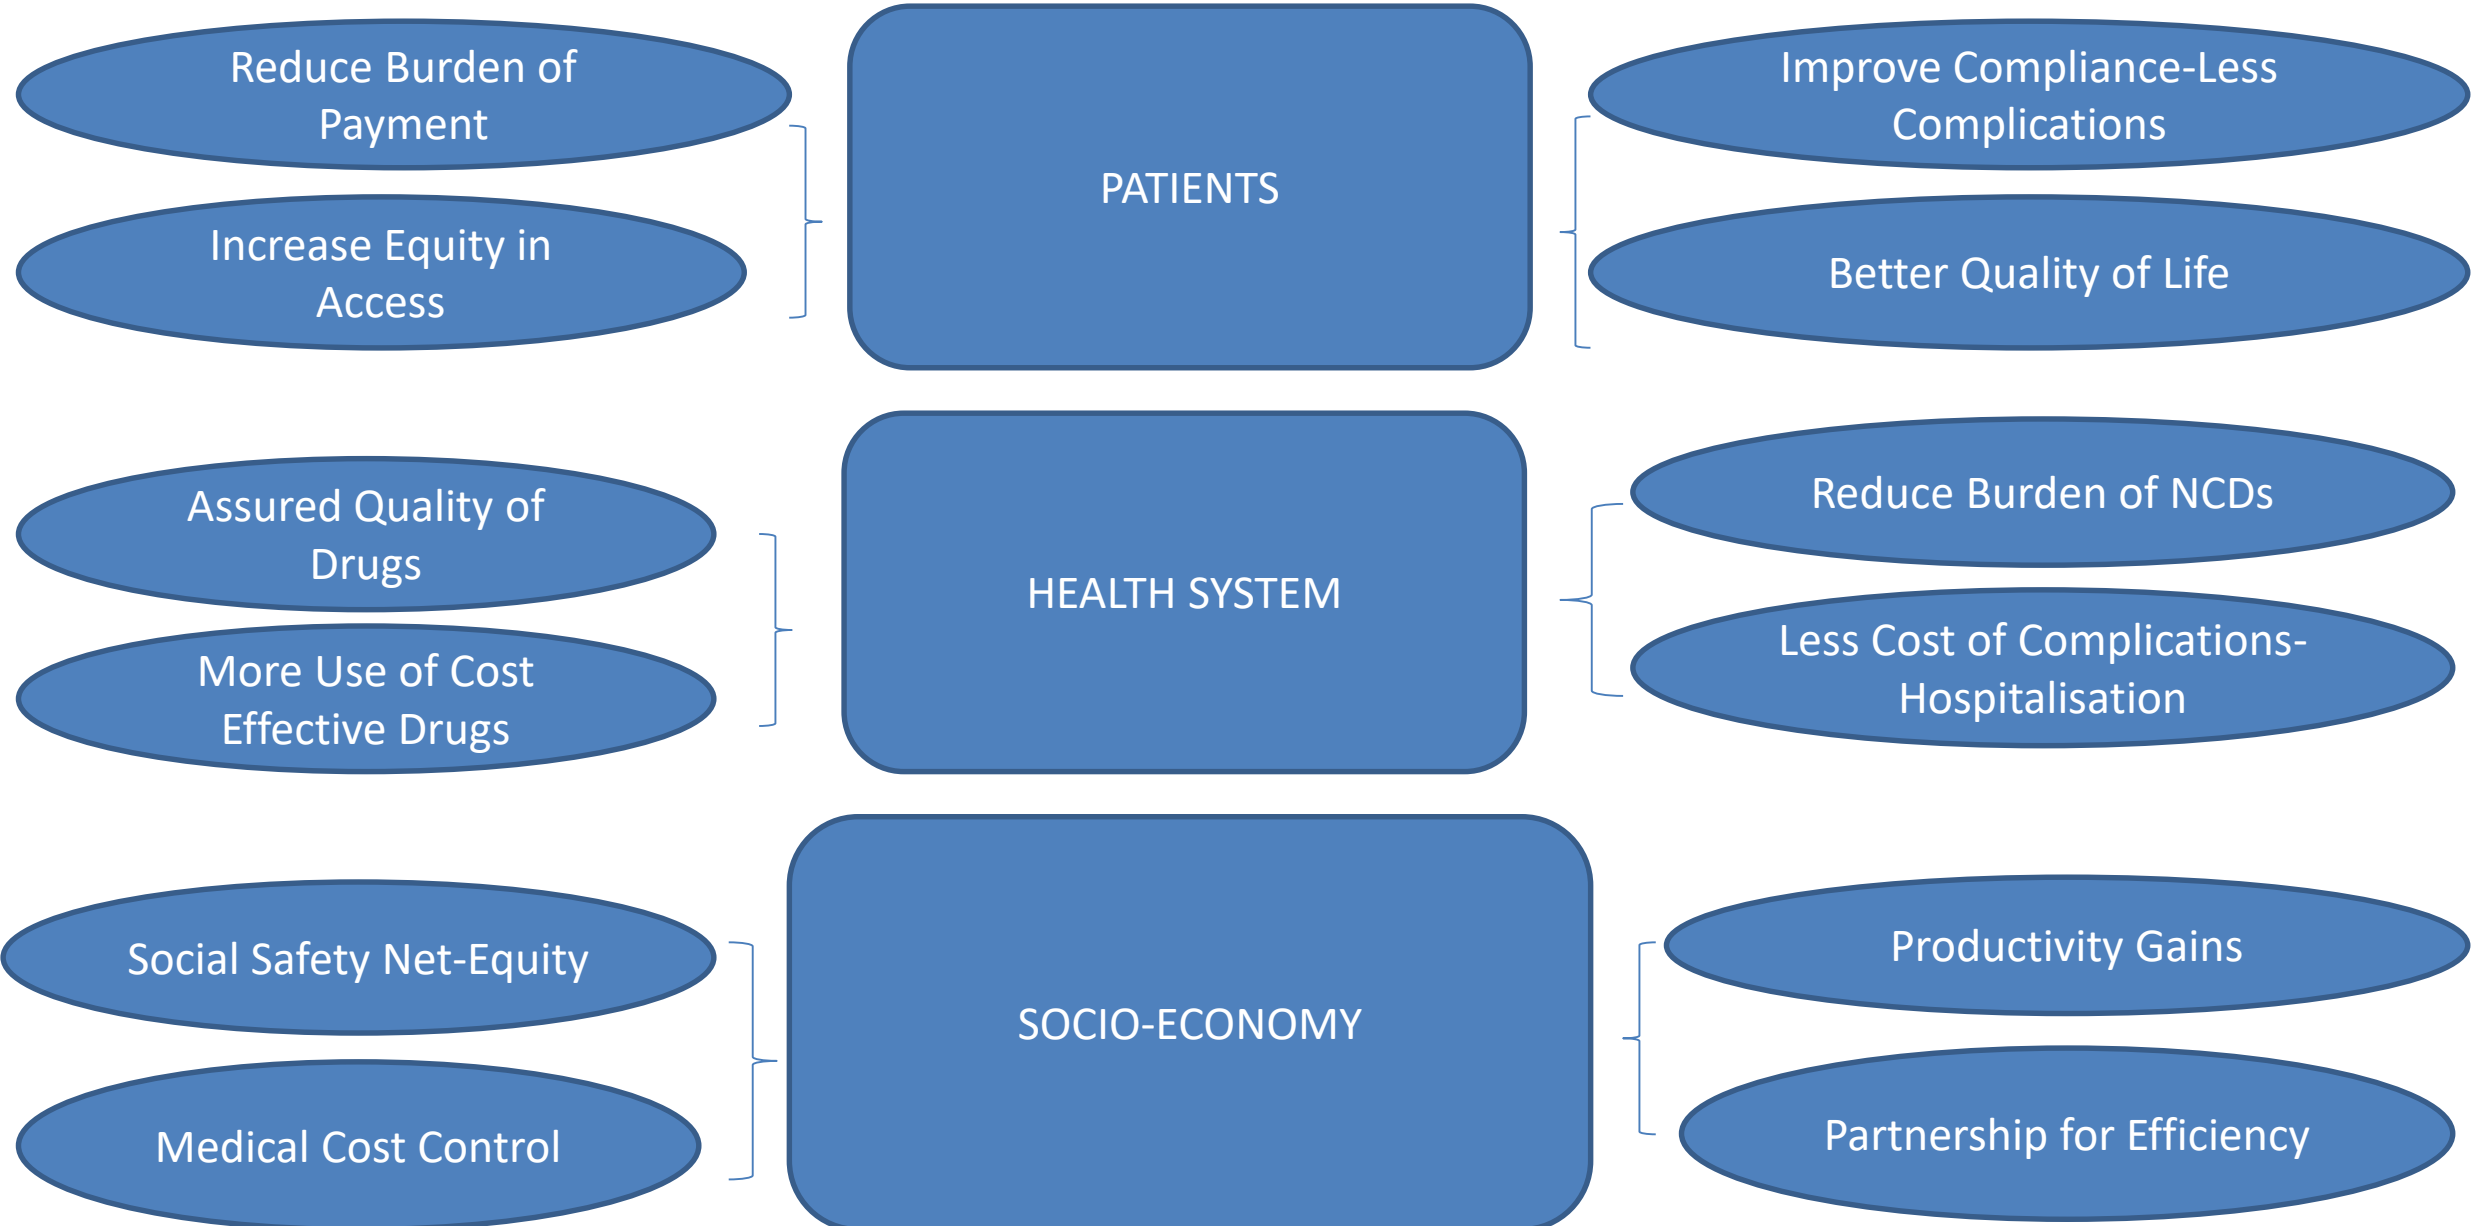 Reduce Burden of
Payment
Increase Equity in
Access
PATIENTS
Improve Compliance-Less
Complications
Better Quality of Life
Assured Quality of
Drugs
More Use of Cost
Effective Drugs
HEALTH SYSTEM
Reduce Burden of NCDs
Less Cost of Complications-
Hospitalisation
Social Safety Net-Equity
Medical Cost Control
SOCIO-ECONOMY
Productivity Gains
Partnership for Efficiency